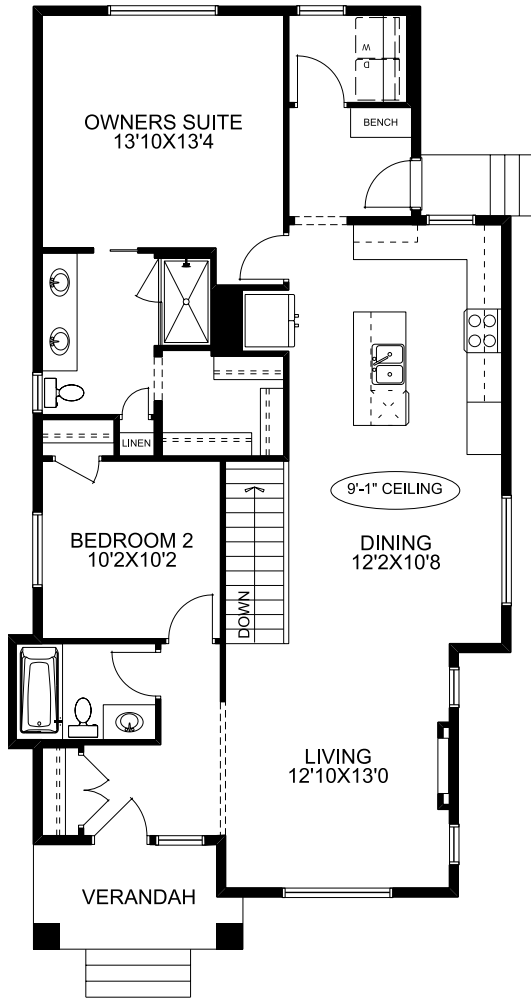 W
D
OWNERS SUITE
13'10X13'4
BENCH
LINEN
9'-1" CEILING
BEDROOM 2
10'2X10'2
DINING
12'2X10'8
DOWN
LIVING
12'10X13'0
VERANDAH